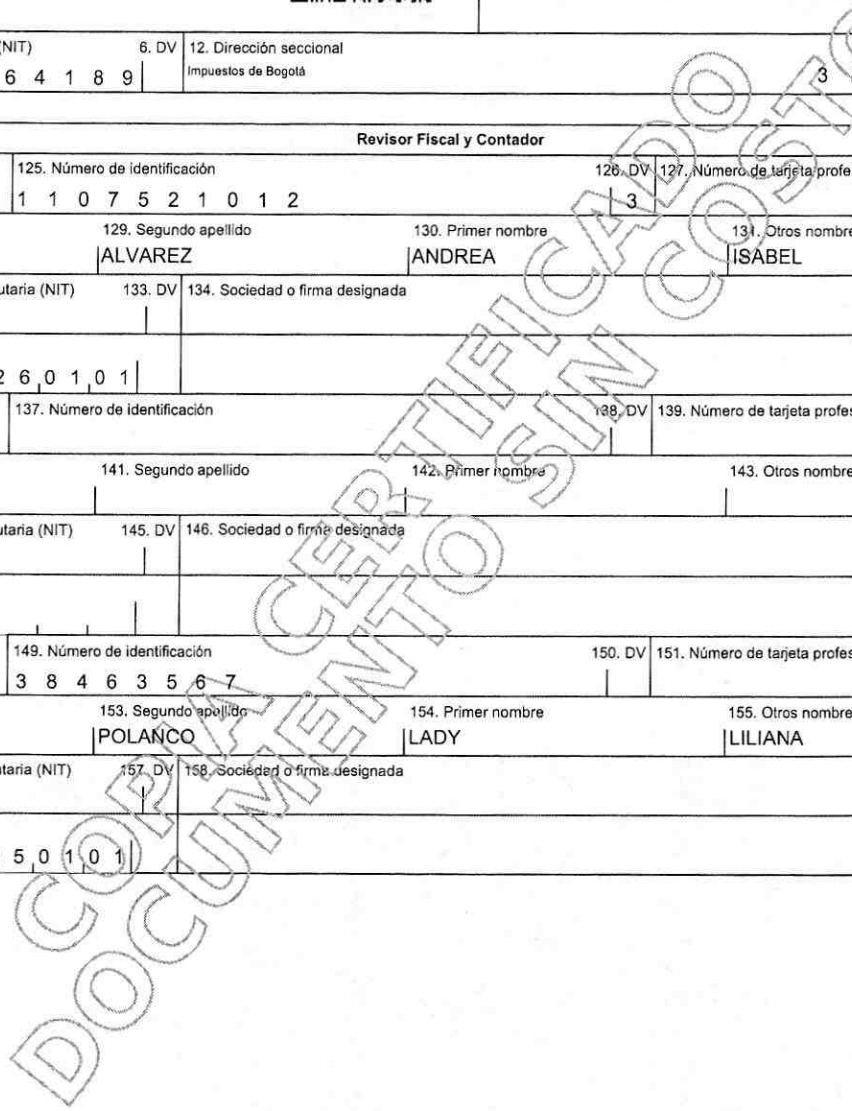 (NIT) 6. DV 12. Dirección seccional
6 4 1 8 9 Impuestos de Bogotá 3
Revisor Fiscal y Contador
125. Número de identificación 126. DV 127. Número de tarjeta profe
1 1 0 7 5 2 1 0 1 2 3
129. Segundo apellido 130. Primer nombre 131. Otros nombre
ALVAREZ ANDREA ISABEL
utaria (NIT) 133. DV 134. Sociedad o firma designada
2 6 0 1 0 1
137. Número de identificación 138. DV 139. Número de tarjeta profes
141. Segundo apellido 142. Primer nombre 143. Otros nombre
utaria (NIT) 145. DV 146. Sociedad o firma designada
149. Número de identificación 150. DV 151. Número de tarjeta profes
3 8 4 6 3 5 6 7
153. Segundo apellido 154. Primer nombre 155. Otros nombre
POLANCO LADY LILIANA
utaria (NIT) 157. DV 158. Sociedad o firma designada
5 0 1 0 1
COPIA CERTIFICADO
DOCUMENTO SIN COSTO